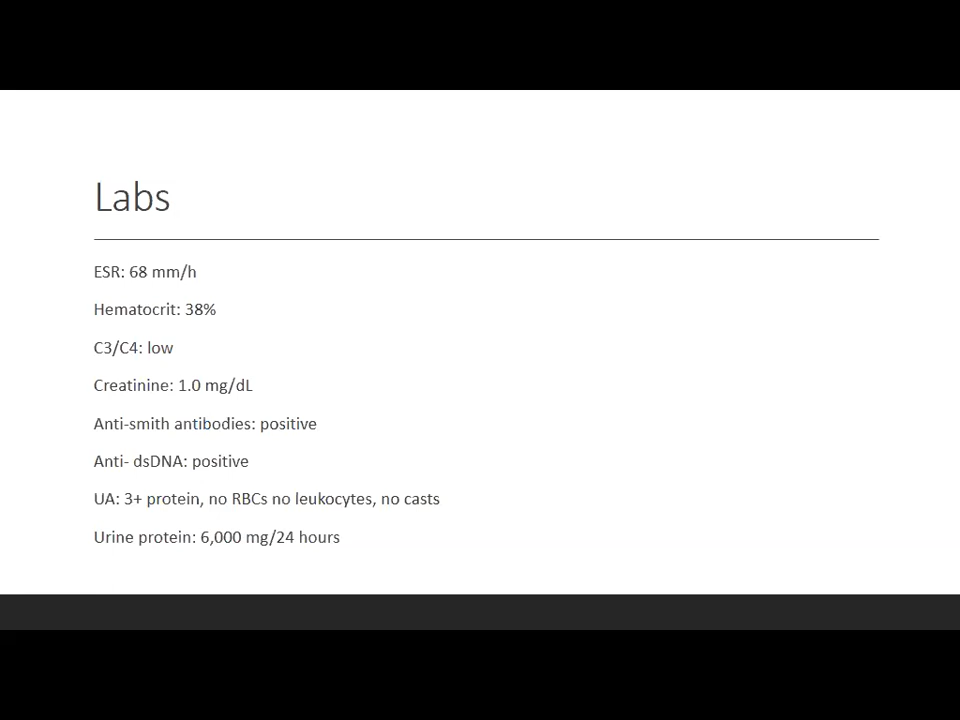 Labs
ESR: 68 mm/h
Hematocrit: 38%
C3/C4: low
Creatinine: 1.0 mg/dL
Anti-smith antibodies: positive
Anti- dsDNA: positive
UA: 3+ protein, no RBCs no leukocytes, no casts
Urine protein: 6,000 mg/24 hours